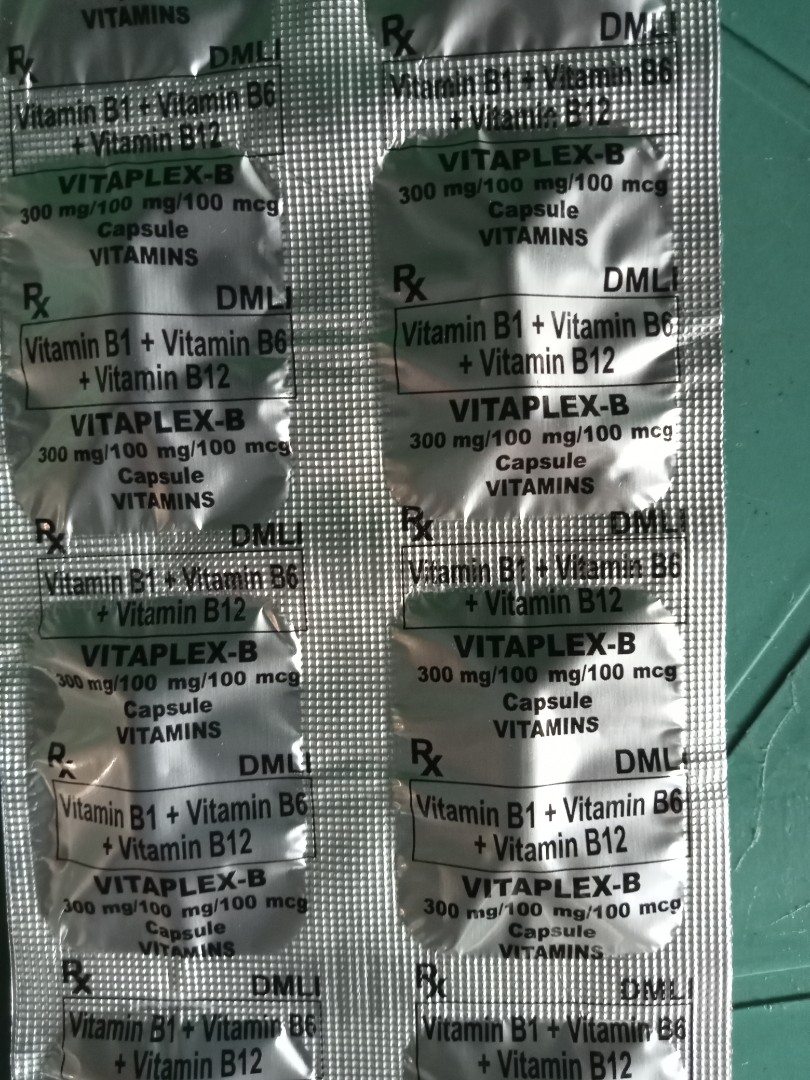 VITAMINS
Rx DMLI
Vitamin B1 + Vitamin B6
+ Vitamin B12
VITAPLEX-B
300 mg/100 mg/100 mcg
Capsule
VITAMINS
Rx DMLI
Vitamin B1 + Vitamin B6
+ Vitamin B12
VITAPLEX-B
300 mg/100 mg/100 mcg
Capsule
VITAMINS
Rx DMLI
Vitamin B1 + Vitamin B6
+ Vitamin B12
VITAPLEX-B
300 mg/100 mg/100 mcg
Capsule
VITAMINS
Rx DMLI
Vitamin B1 + Vitamin B6
+ Vitamin B12
VITAPLEX-B
300 mg/100 mg/100 mcg
Capsule
VITAMINS
Rx DMLI
Vitamin B1 + Vitamin B6
+ Vitamin B12
Rx DMLI
Vitamin B1 + Vitamin B6
+ Vitamin B12
VITAPLEX-B
300 mg/100 mg/100 mcg
Capsule
VITAMINS
Rx DMLI
Vitamin B1 + Vitamin B6
+ Vitamin B12
VITAPLEX-B
300 mg/100 mg/100 mcg
Capsule
VITAMINS
Rx DMLI
Vitamin B1 + Vitamin B6
+ Vitamin B12
VITAPLEX-B
300 mg/100 mg/100 mcg
Capsule
VITAMINS
Rx DMLI
Vitamin B1 + Vitamin B6
+ Vitamin B12
VITAPLEX-B
300 mg/100 mg/100 mcg
Capsule
VITAMINS
Rx DMLI
Vitamin B1 + Vitamin B6
+ Vitamin B12